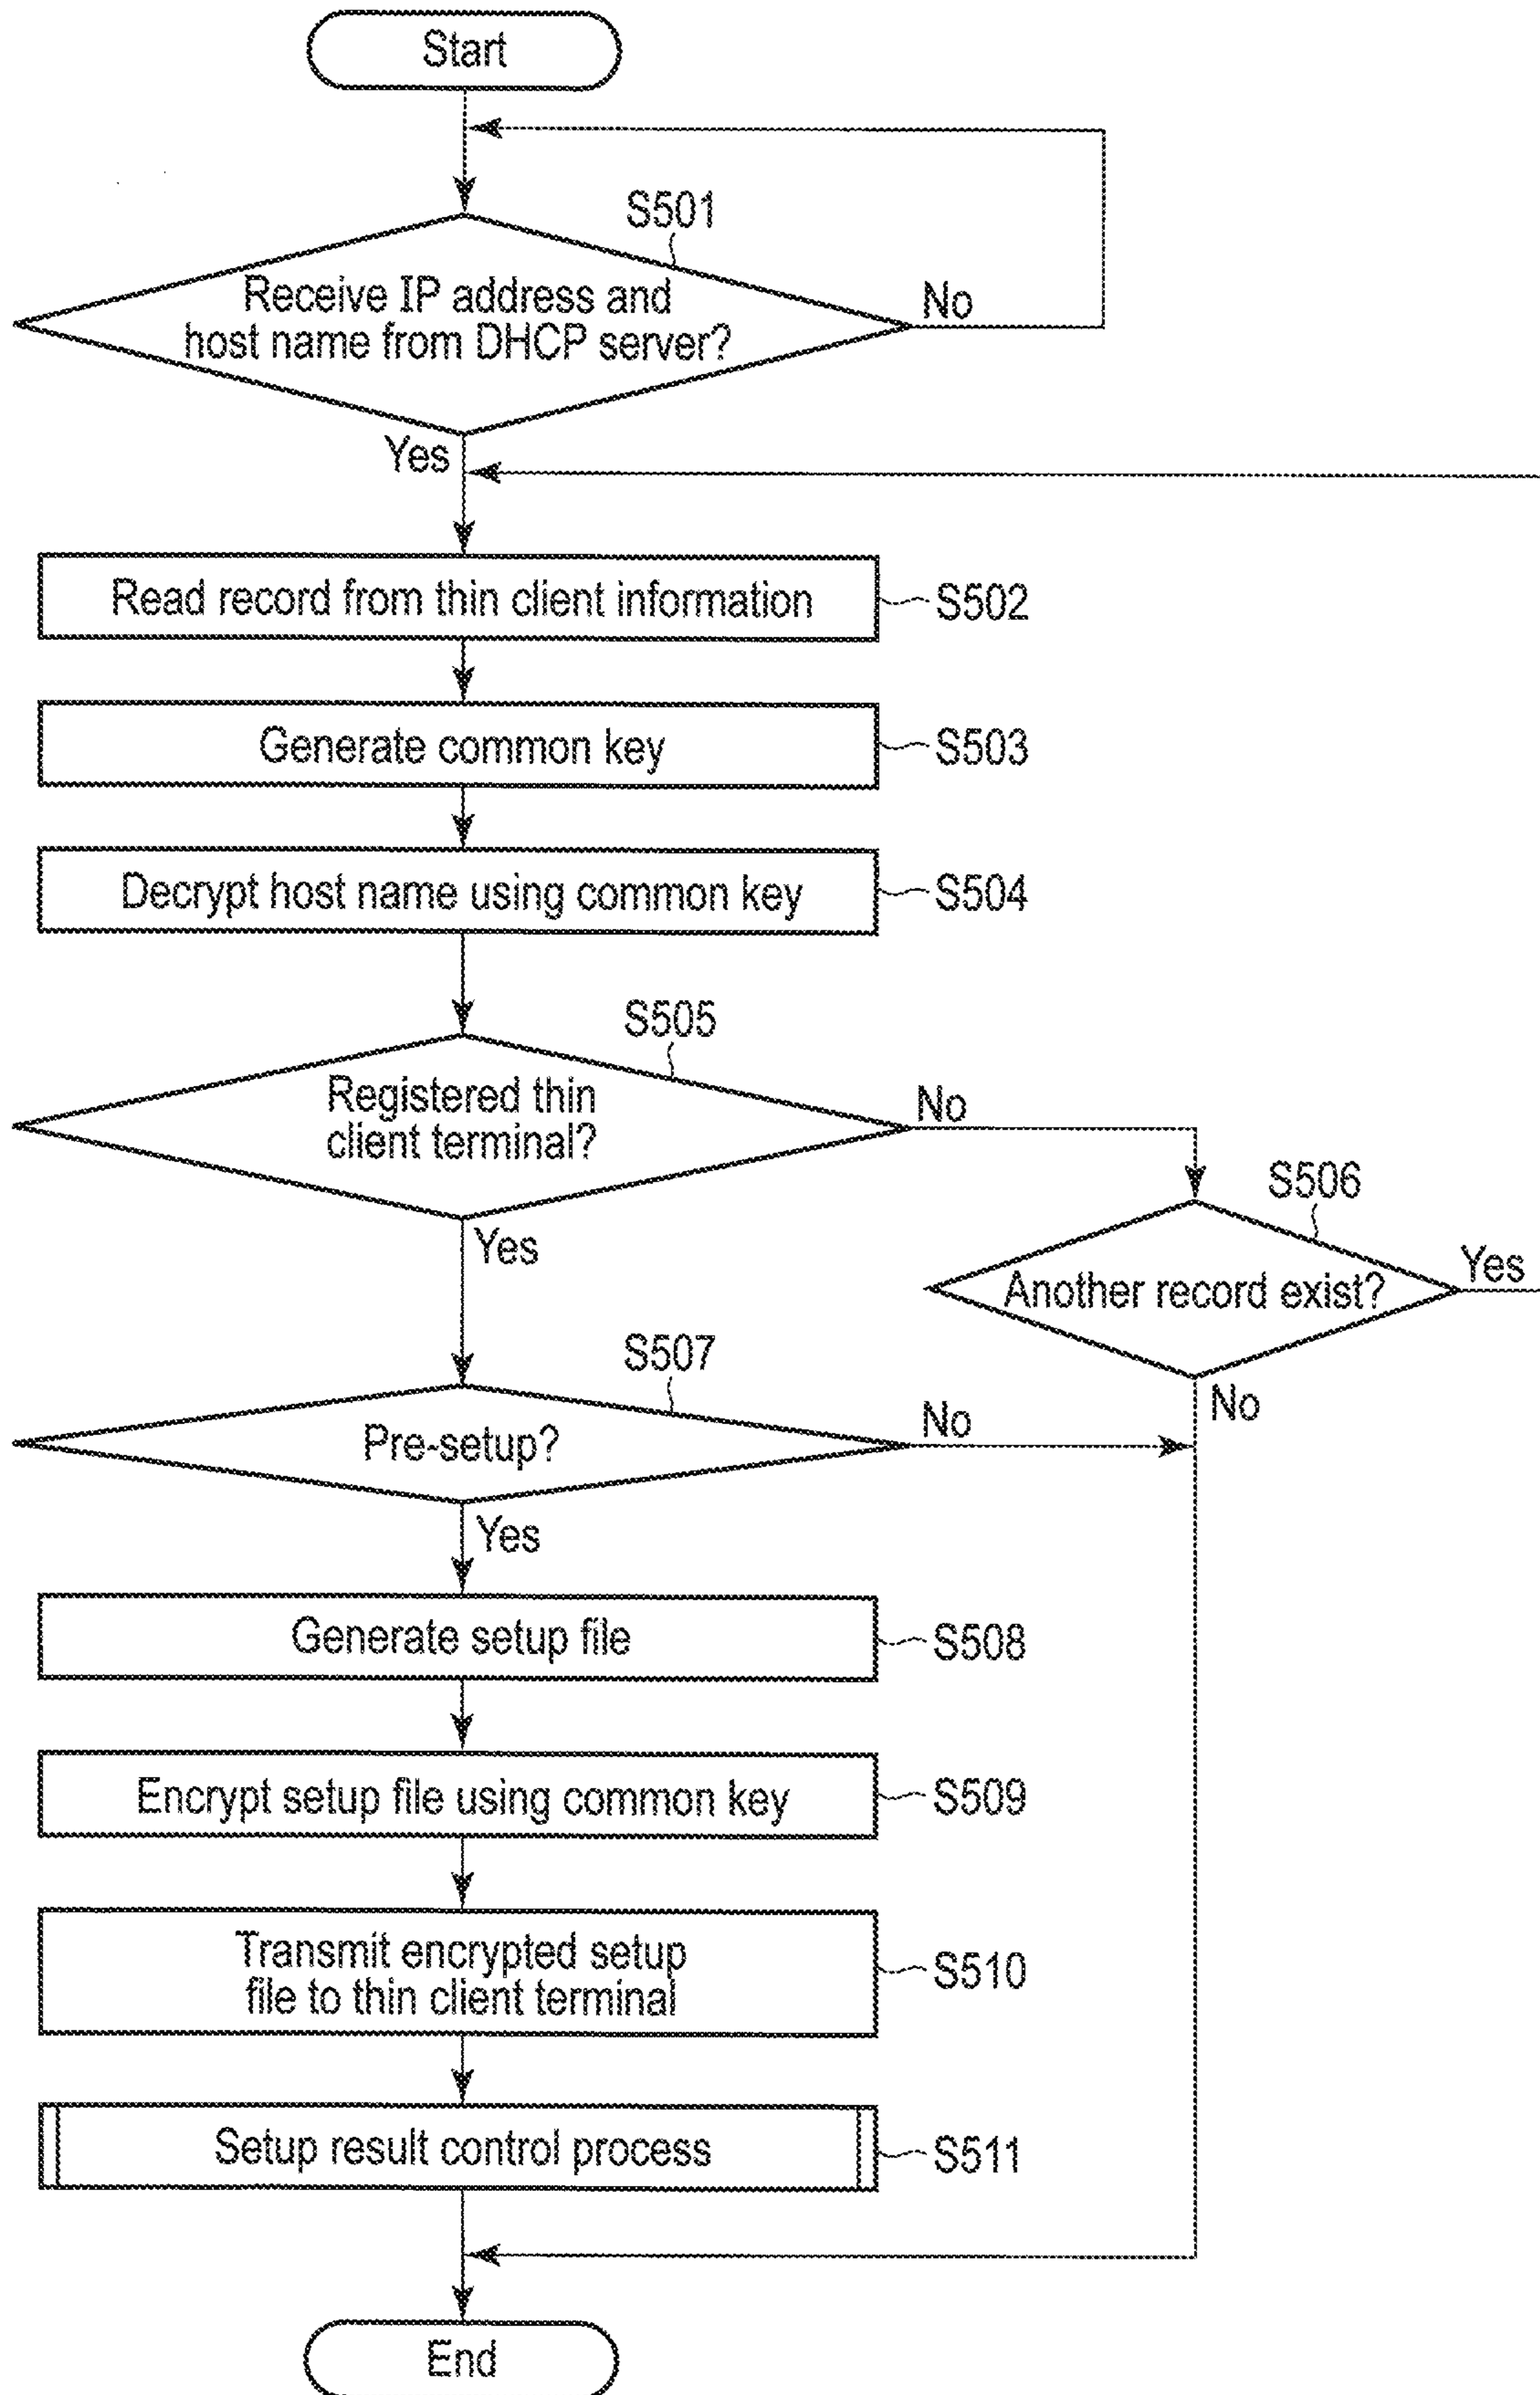 Start
S501
Receive IP address and
host name from DHCP server?
No
Yes
Read record from thin client information
S502
Generate common key
S503
Decrypt host name using common key
S504
S505
Registered thin
client terminal?
No
Yes
S506
Another record exist?
Yes
No
S507
Pre-setup?
No
Yes
Generate setup file
S508
Encrypt setup file using common key
S509
Transmit encrypted setup
file to thin client terminal
S510
Setup result control process
S511
End